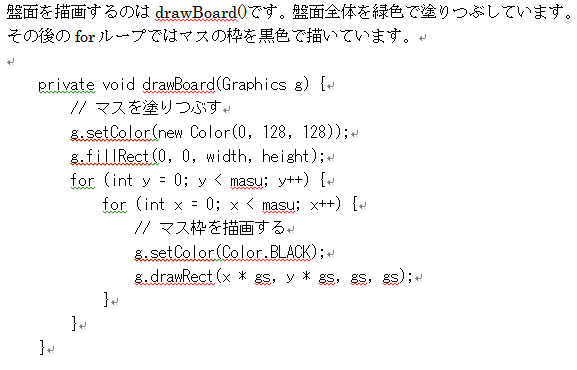 盤面を描画するのは drawBoard()です。盤面全体を緑色で塗りつぶしています。
その後の for ループではマスの枠を黒色で描いています。
private void drawBoard(Graphics g) {
// マスを塗りつぶす
g.setColor(new Color(0, 128, 128));
g.fillRect(0, 0, width, height);
for (int y = 0; y < masu; y++) {
for (int x = 0; x < masu; x++) {
// マス枠を描画する
g.setColor(Color.BLACK);
g.drawRect(x * gs, y * gs, gs, gs);
}
}
}